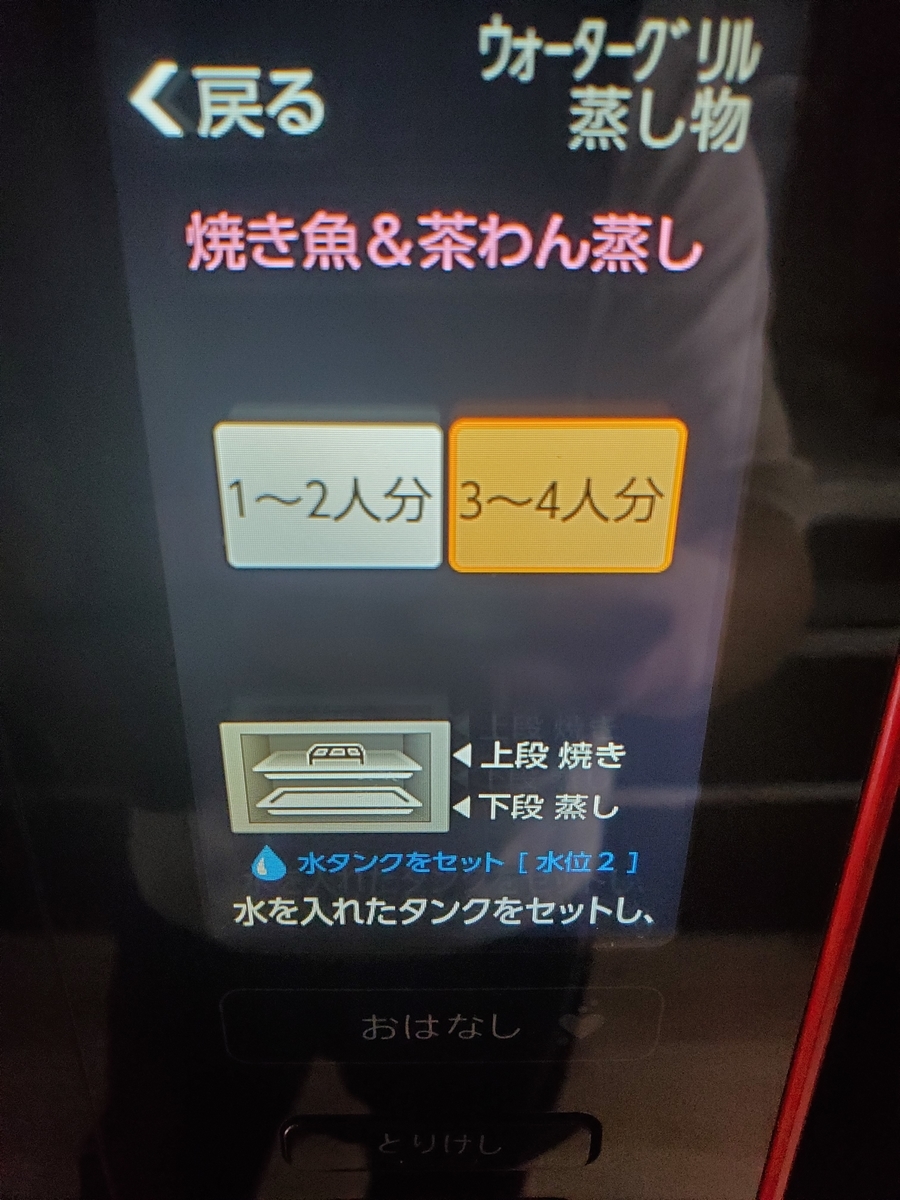 戻る
ウォーターグリル
蒸し物
焼き魚&茶わん蒸し
1～2人分
3～4人分
上段 焼き
下段 蒸し
水タンクをセット [ 水位2 ]
水を入れたタンクをセットし、
おはなし
とりけし